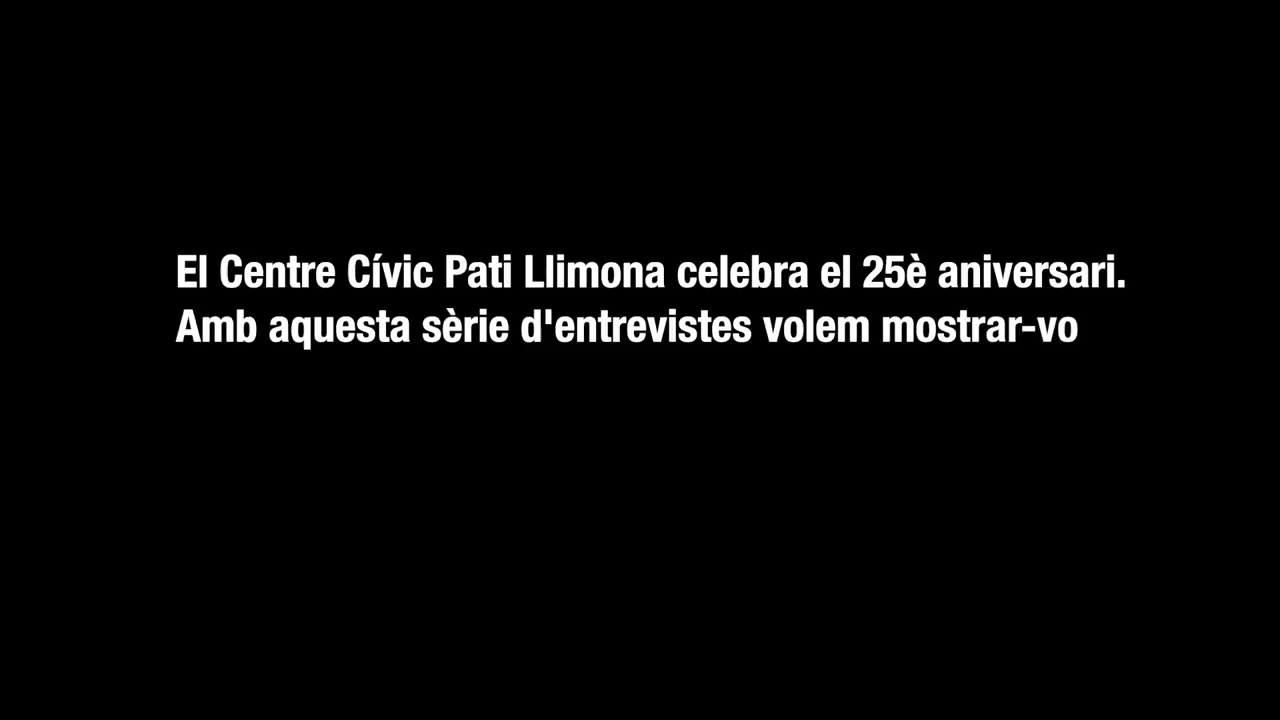 El Centre Cívic Pati Llimona celebra el 25è aniversari.
Amb aquesta sèrie d'entrevistes volem mostrar-vo